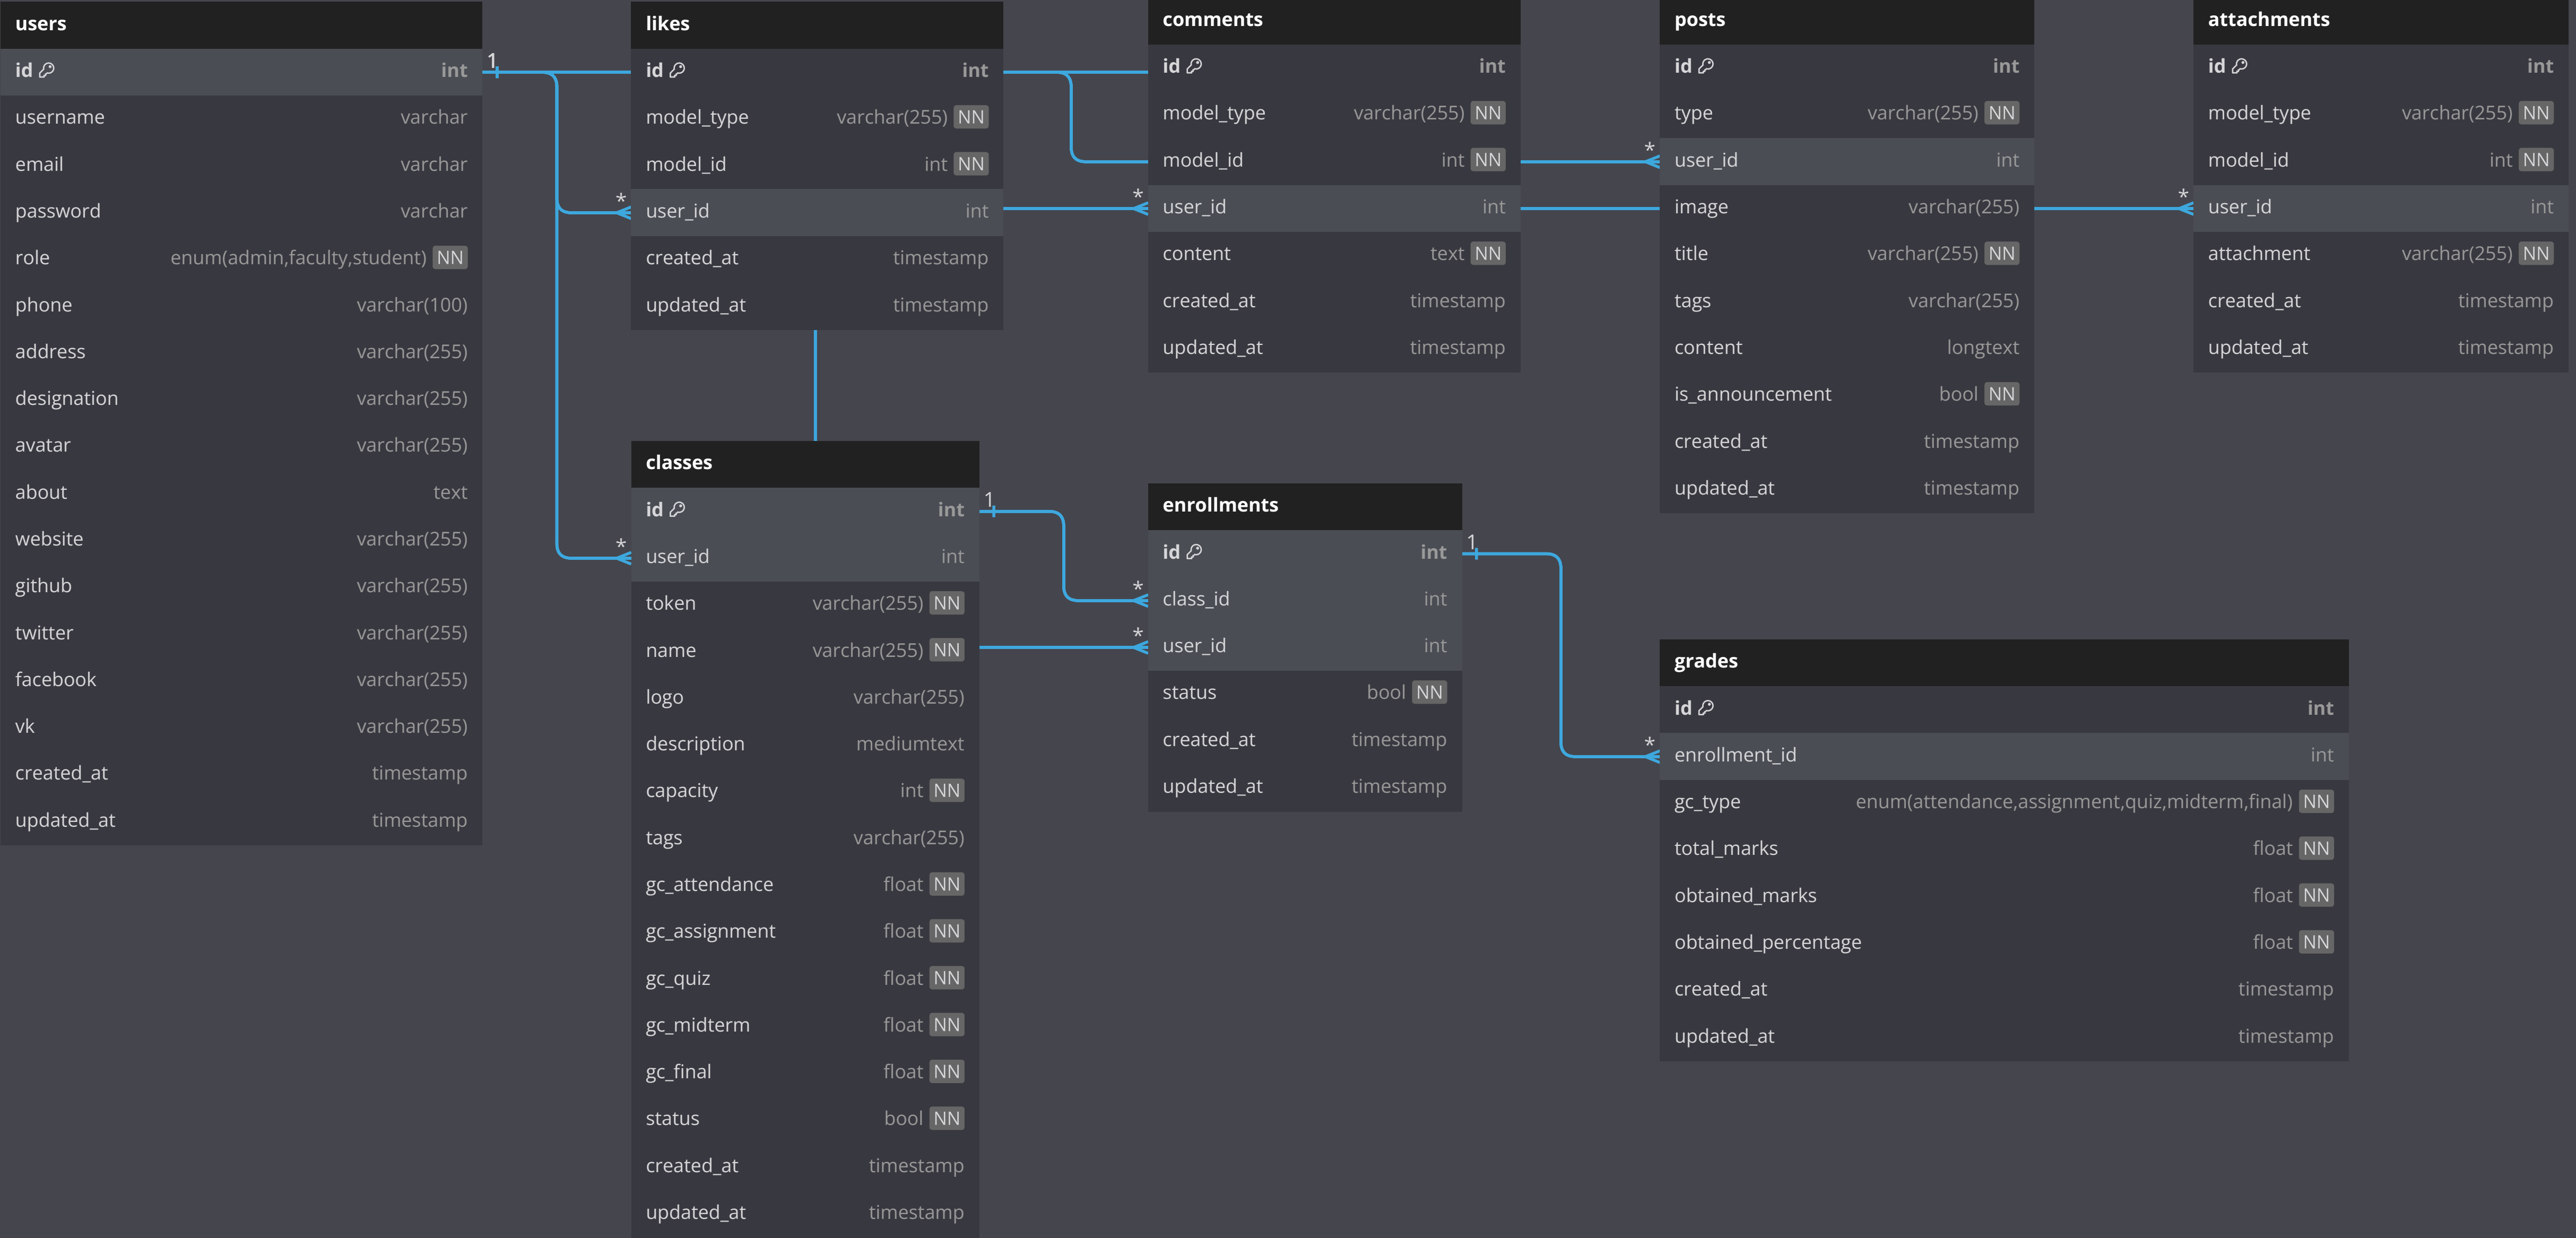 users
id int
username varchar
email varchar
password varchar
role enum(admin,faculty,student) NN
phone varchar(100)
address varchar(255)
designation varchar(255)
avatar varchar(255)
about text
website varchar(255)
github varchar(255)
twitter varchar(255)
facebook varchar(255)
vk varchar(255)
created_at timestamp
updated_at timestamp
1
likes
id int
model_type varchar(255) NN
model_id int NN
* user_id int
created_at timestamp
updated_at timestamp
comments
id int
model_type varchar(255) NN
model_id int NN
* user_id int
content text NN
created_at timestamp
updated_at timestamp
posts
id int
type varchar(255) NN
* user_id int
image varchar(255)
title varchar(255) NN
tags varchar(255)
content longtext
is_announcement bool NN
created_at timestamp
updated_at timestamp
attachments
id int
model_type varchar(255) NN
model_id int NN
* user_id int
attachment varchar(255) NN
created_at timestamp
updated_at timestamp
classes
id int 1
* user_id int
token varchar(255) NN
name varchar(255) NN
logo varchar(255)
description mediumtext
capacity int NN
tags varchar(255)
gc_attendance float NN
gc_assignment float NN
gc_quiz float NN
gc_midterm float NN
gc_final float NN
status bool NN
created_at timestamp
updated_at timestamp
enrollments
id int 1
* class_id int
* user_id int
status bool NN
created_at timestamp
updated_at timestamp
grades
id int
* enrollment_id int
gc_type enum(attendance,assignment,quiz,midterm,final) NN
total_marks float NN
obtained_marks float NN
obtained_percentage float NN
created_at timestamp
updated_at timestamp